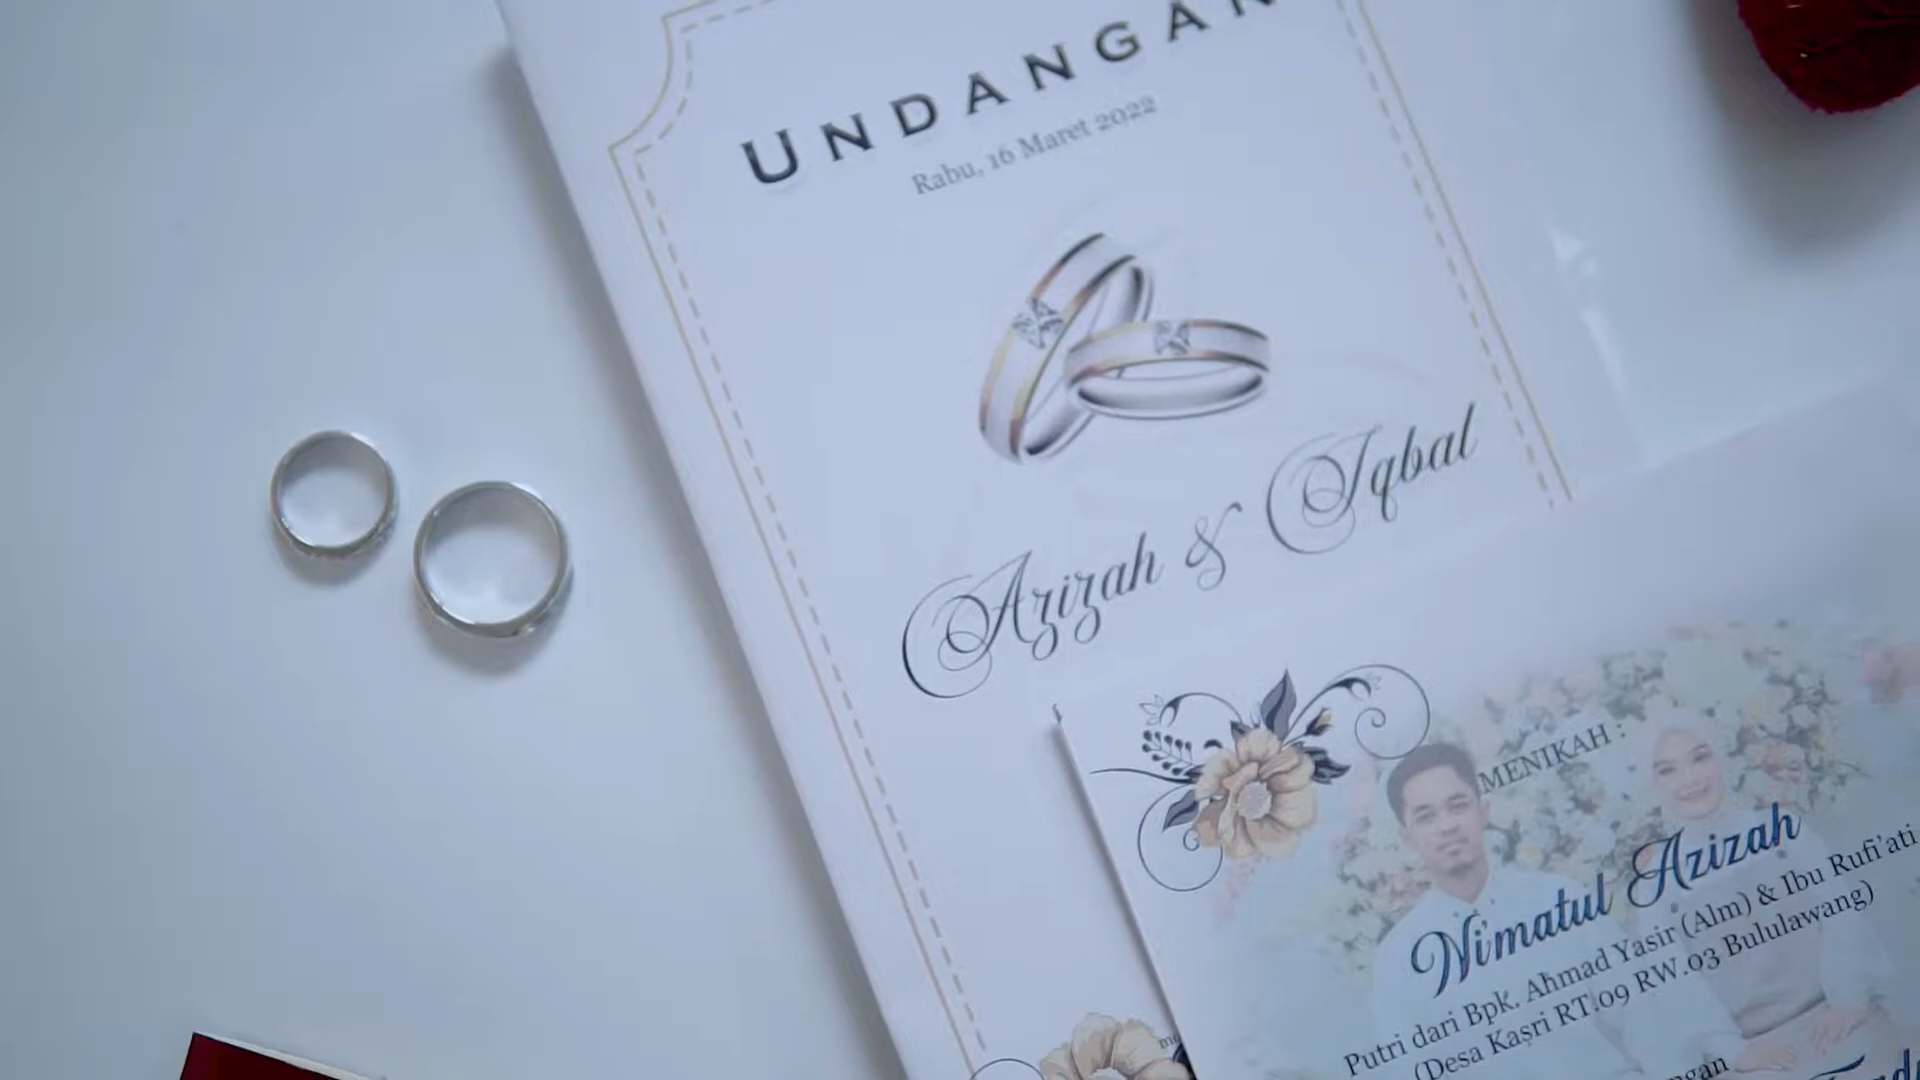 UNDANGAN
Rabu, 16 Maret 2022
Azizah & Iqbal
MENIKAH :
Ni'matul Azizah
Putri dari Bpk. Ahmad Yasir (Alm) & Ibu Rufi'ati
(Desa Kasri RT.09 RW.03 Bululawang)